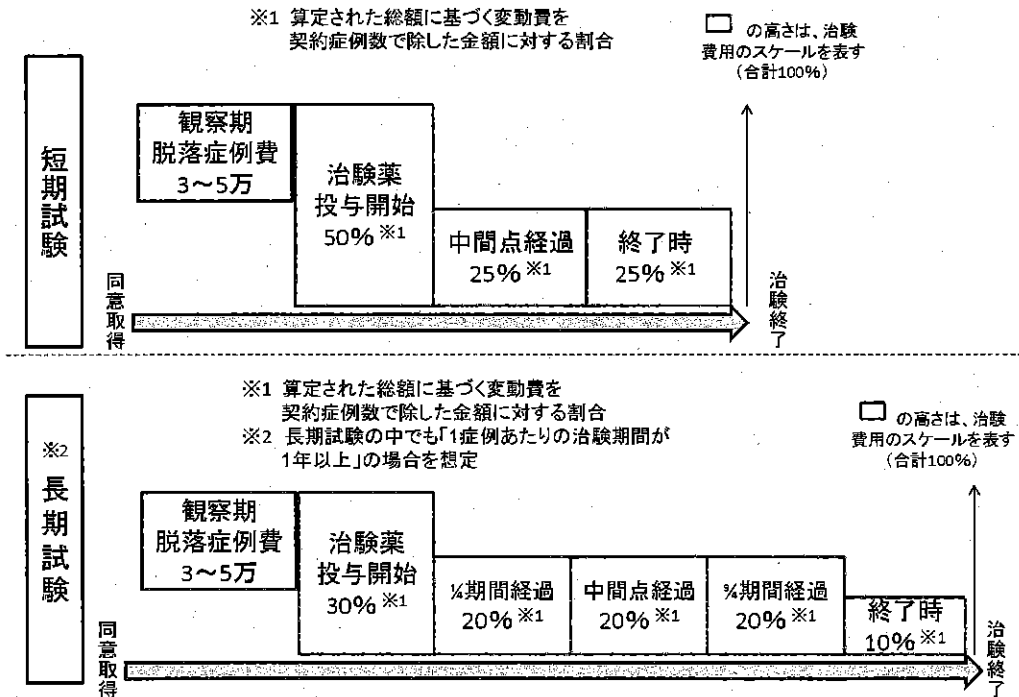 ※1 算定された総額に基づく変動費を
契約症例数で除した金額に対する割合
□ の高さは、治験
費用のスケールを表す
(合計100%)
短期試験
観察期
脱落症例費
3～5万
治験薬
投与開始
50% ※1
中間点経過
25% ※1
終了時
25% ※1
同意取得
治験終了
※1 算定された総額に基づく変動費を
契約症例数で除した金額に対する割合
※2 長期試験の中でも「1症例あたりの治験期間が
1年以上」の場合を想定
□ の高さは、治験
費用のスケールを表す
(合計100%)
※2
長期試験
観察期
脱落症例費
3～5万
治験薬
投与開始
30% ※1
¼期間経過
20% ※1
中間点経過
20% ※1
¾期間経過
20% ※1
終了時
10% ※1
同意取得
治験終了